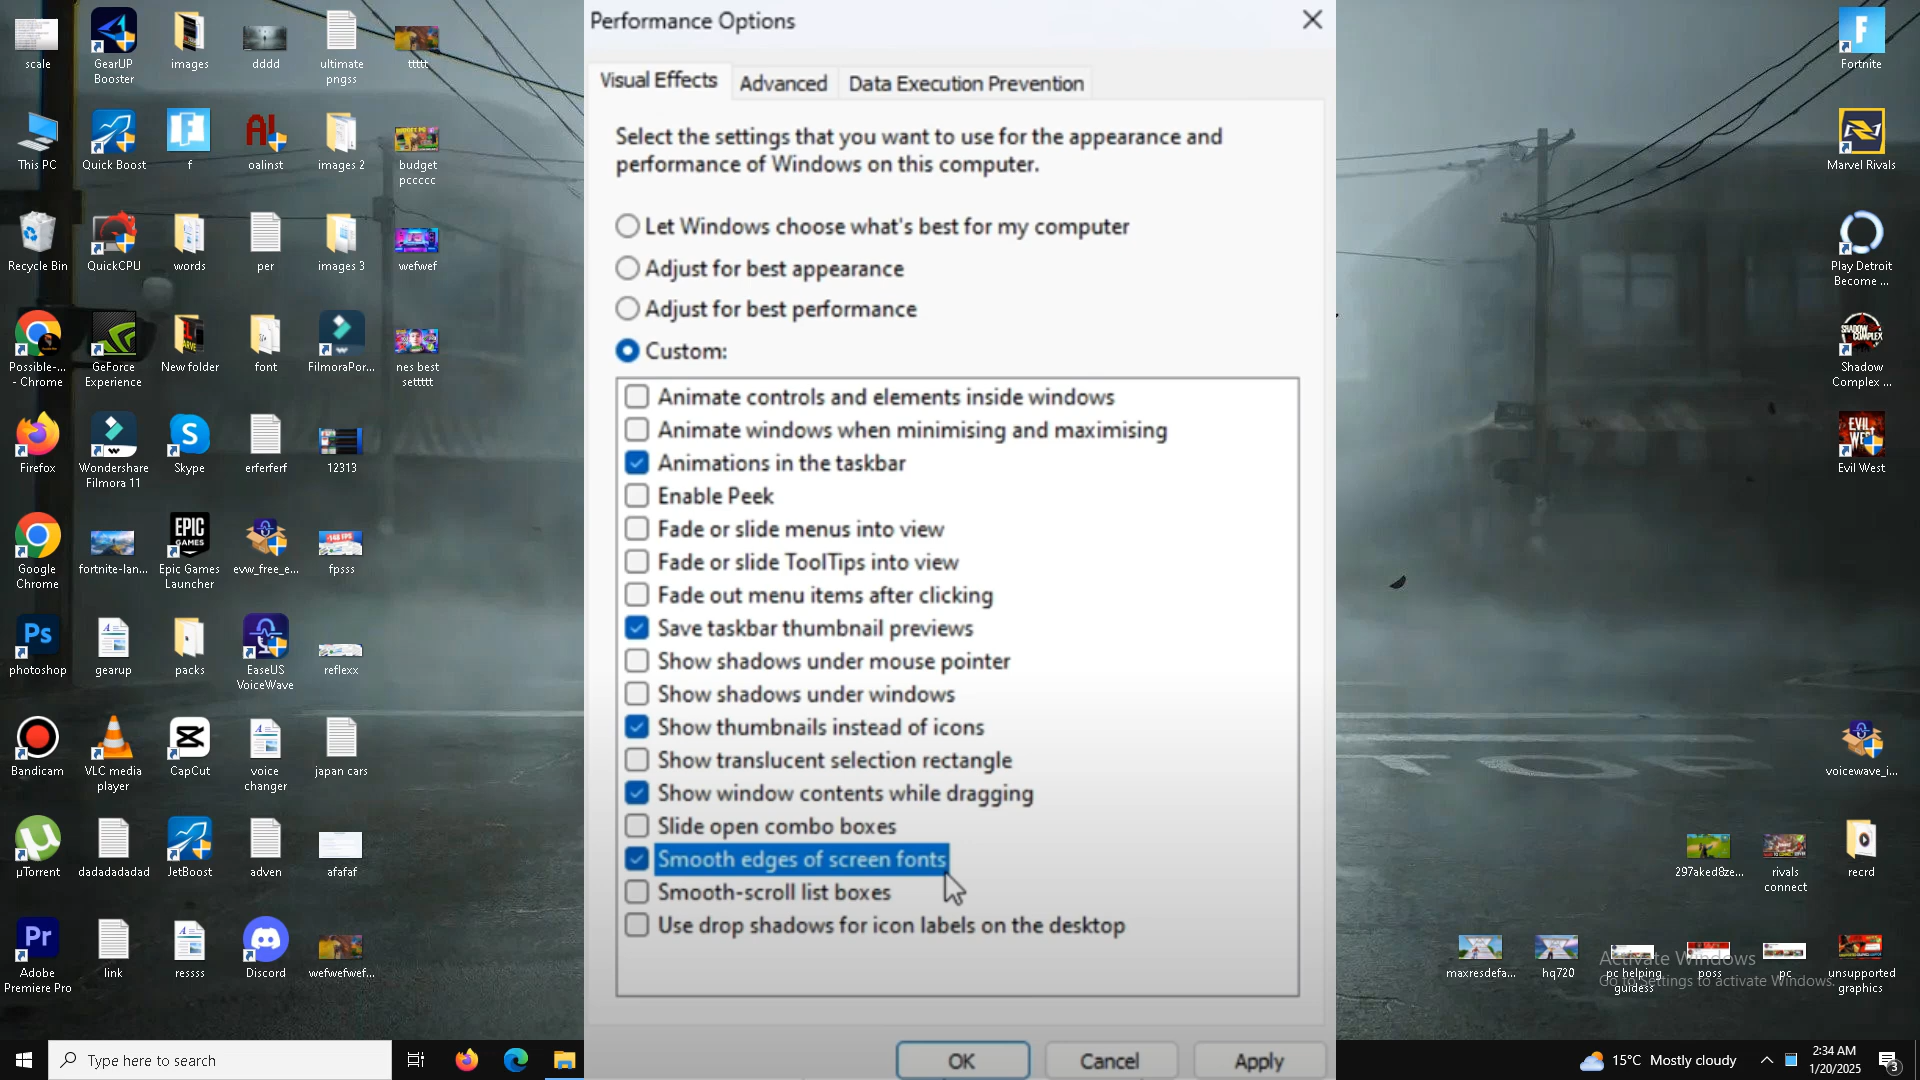 scale
GearUP
Booster
images
dddd
ultimate
pngss
ttttt
This PC
Quick Boost
f
oalinst
images 2
budget
pccccc
Recycle Bin
QuickCPU
words
per
images 3
wefwef
Possible-...
- Chrome
GeForce
Experience
New folder
font
FilmoraPor...
nes best
settttt
Firefox
Wondershare
Filmora 11
Skype
erferferf
12313
Google
Chrome
fortnite-lan...
EPIC
GAMES
Epic Games
Launcher
evw_free_e...
fpsss
Ps
photoshop
gearup
packs
EaseUS
VoiceWave
reflexx
Bandicam
VLC media
player
CapCut
voice
changer
japan cars
µTorrent
dadadadadad
JetBoost
adven
afafaf
Pr
Adobe
Premiere Pro
link
ressss
Discord
wefwefwef...
Performance Options
Visual Effects
Advanced
Data Execution Prevention
Select the settings that you want to use for the appearance and
performance of Windows on this computer.
Let Windows choose what's best for my computer
Adjust for best appearance
Adjust for best performance
Custom:
Animate controls and elements inside windows
Animate windows when minimising and maximising
Animations in the taskbar
Enable Peek
Fade or slide menus into view
Fade or slide ToolTips into view
Fade out menu items after clicking
Save taskbar thumbnail previews
Show shadows under mouse pointer
Show shadows under windows
Show thumbnails instead of icons
Show translucent selection rectangle
Show window contents while dragging
Slide open combo boxes
Smooth edges of screen fonts
Smooth-scroll list boxes
Use drop shadows for icon labels on the desktop
OK
Cancel
Apply
Fortnite
Marvel Rivals
Play Detroit
Become ...
SHADOW
COMPLEX
Shadow
Complex ...
EVIL
WEST
Evil West
voicewave_i...
297aked8ze...
rivals
connect
recrd
maxresdefa...
hq720
pc helping
guidess
poss
pc
unsupported
graphics
Activate Windows
Go to Settings to activate Windows.
Type here to search
15°C Mostly cloudy
2:34 AM
1/20/2025
3